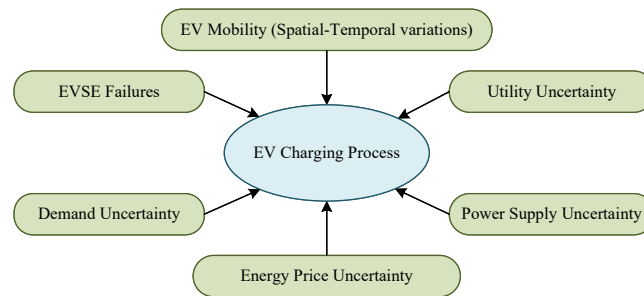 EV Mobility (Spatial-Temporal variations)
EVSE Failures
Utility Uncertainty
EV Charging Process
Demand Uncertainty
Power Supply Uncertainty
Energy Price Uncertainty